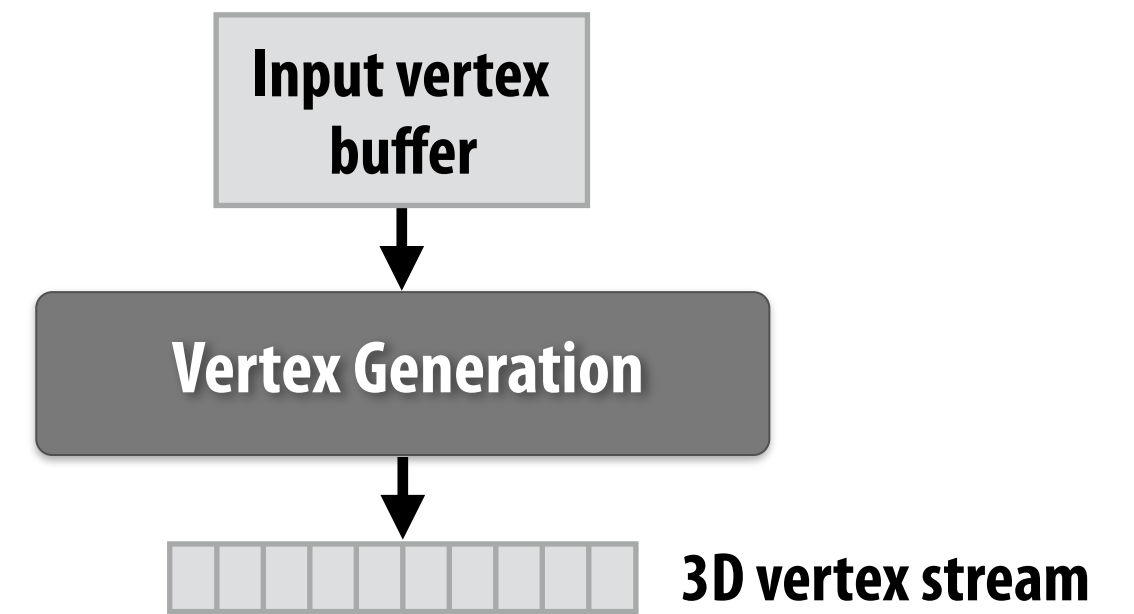 Input vertex
buffer
Vertex Generation
3D vertex stream